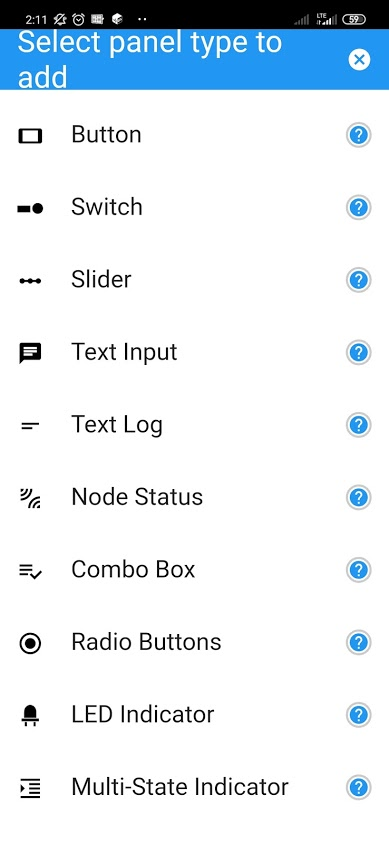 2:11 LTE 59
Select panel type to
add
Button
Switch
Slider
Text Input
Text Log
Node Status
Combo Box
Radio Buttons
LED Indicator
Multi-State Indicator